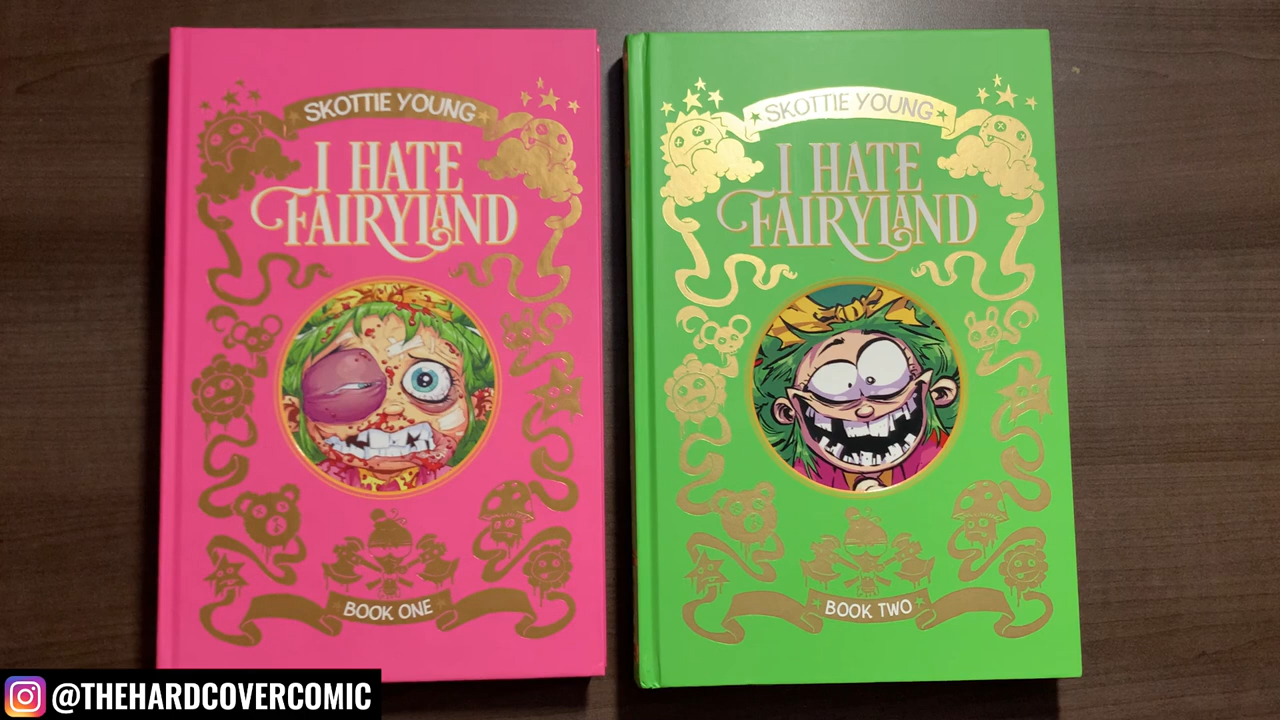 SKOTTIE YOUNG
I HATE
FAIRYLAND
BOOK ONE
SKOTTIE YOUNG
I HATE
FAIRYLAND
BOOK TWO
@THEHARDCOVERCOMIC